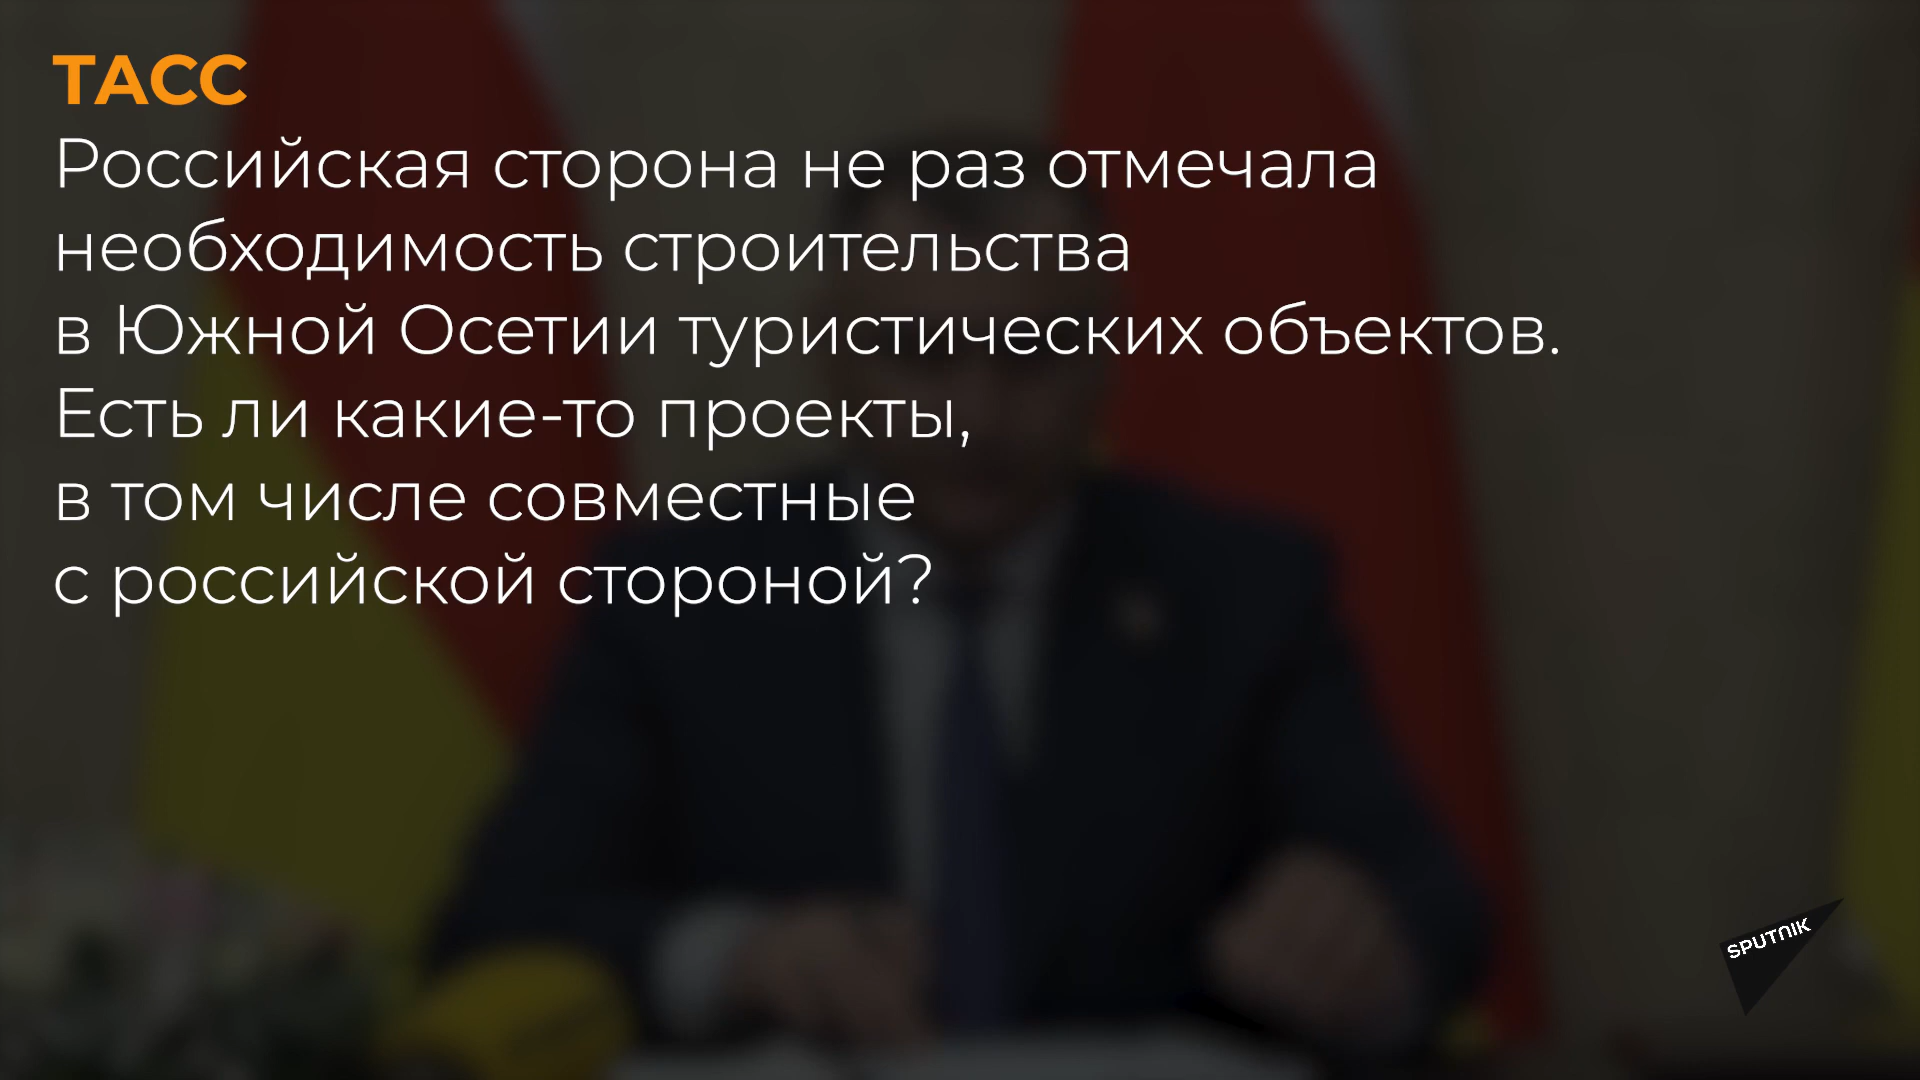 ТАСС
Российская сторона не раз отмечала
необходимость строительства
в Южной Осетии туристических объектов.
Есть ли какие-то проекты,
в том числе совместные
с российской стороной?
SPUTNIK